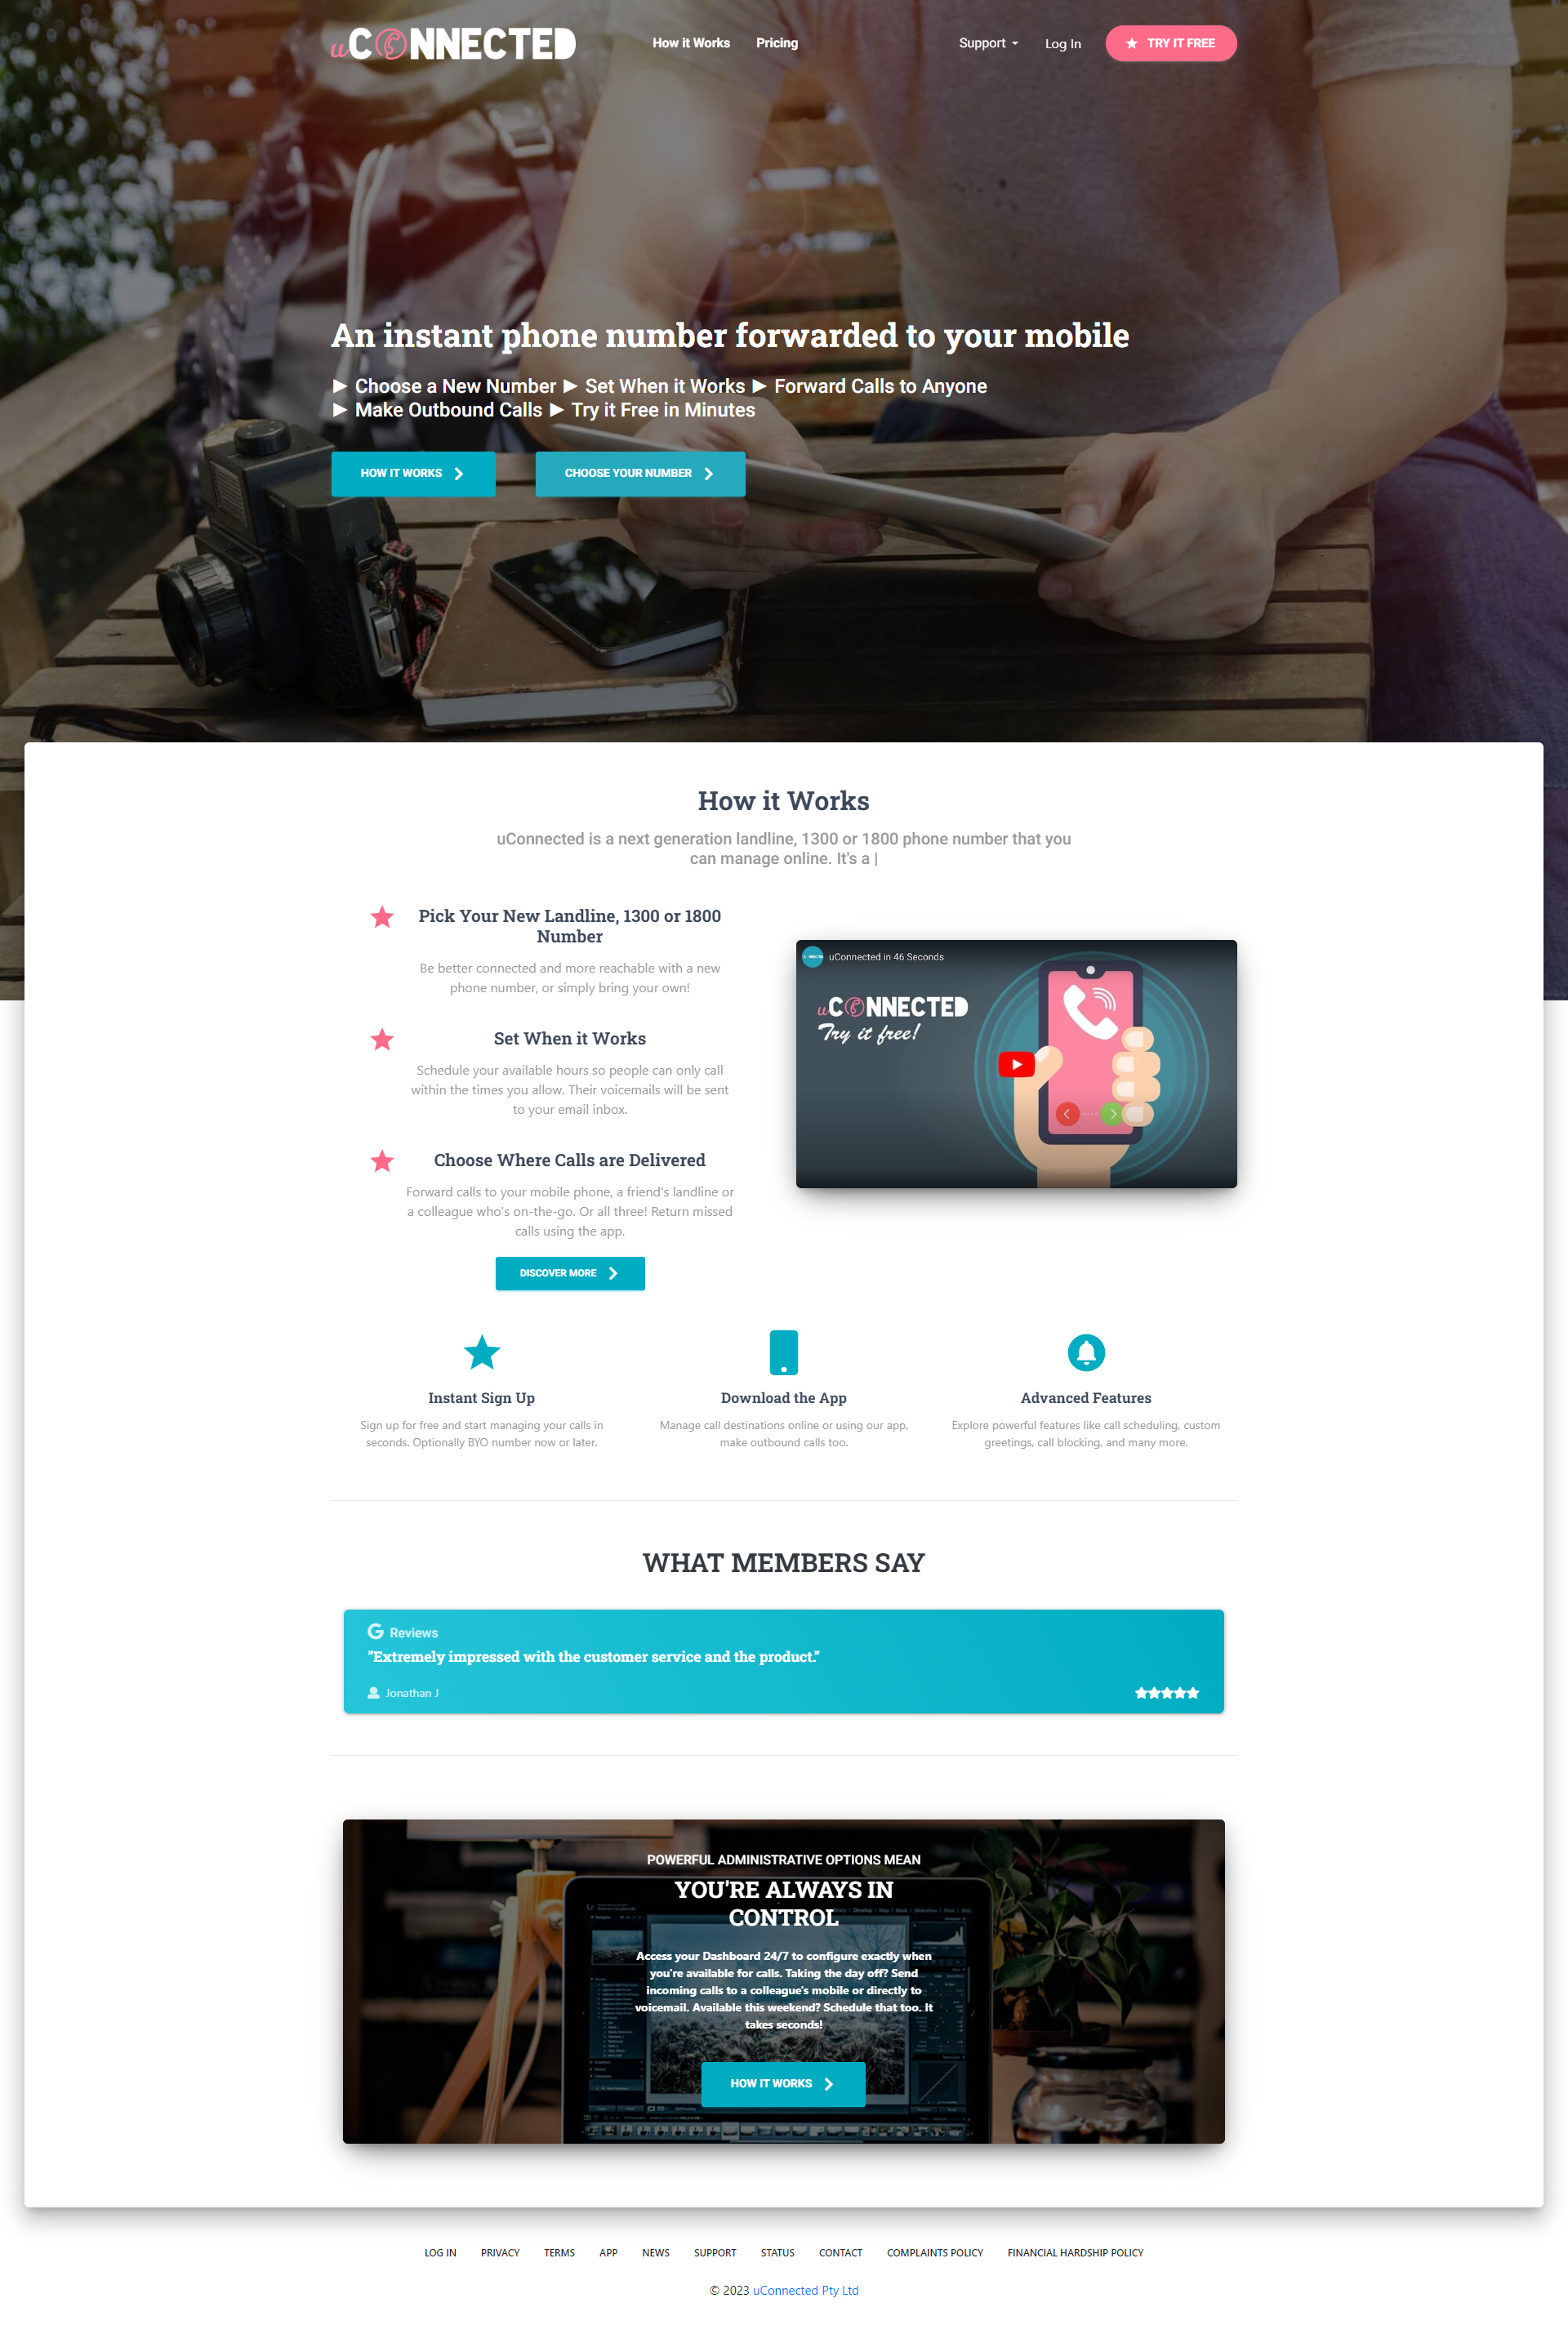 uCONNECTED
How it Works
Pricing
Support
Log In
TRY IT FREE
An instant phone number forwarded to your mobile
► Choose a New Number ► Set When it Works ► Forward Calls to Anyone
► Make Outbound Calls ► Try it Free in Minutes
HOW IT WORKS
CHOOSE YOUR NUMBER
How it Works
uConnected is a next generation landline, 1300 or 1800 phone number that you
can manage online. It's a |
Pick Your New Landline, 1300 or 1800
Number
Be better connected and more reachable with a new
phone number, or simply bring your own!
Set When it Works
Schedule your available hours so people can only call
within the times you allow. Their voicemails will be sent
to your email inbox.
Choose Where Calls are Delivered
Forward calls to your mobile phone, a friend's landline or
a colleague who's on-the-go. Or all three! Return missed
calls using the app.
DISCOVER MORE
uConnected in 46 Seconds
uCONNECTED
Try it free!
Instant Sign Up
Sign up for free and start managing your calls in
seconds. Optionally BYO number now or later.
Download the App
Manage call destinations online or using our app,
make outbound calls too.
Advanced Features
Explore powerful features like call scheduling, custom
greetings, call blocking, and many more.
WHAT MEMBERS SAY
G Reviews
"Extremely impressed with the customer service and the product."
Jonathan J
POWERFUL ADMINISTRATIVE OPTIONS MEAN
YOU'RE ALWAYS IN
CONTROL
Access your Dashboard 24/7 to configure exactly when
you're available for calls. Taking the day off? Send
incoming calls to a colleague's mobile or directly to
voicemail. Available this weekend? Schedule that too. It
takes seconds!
HOW IT WORKS
LOG IN
PRIVACY
TERMS
APP
NEWS
SUPPORT
STATUS
CONTACT
COMPLAINTS POLICY
FINANCIAL HARDSHIP POLICY
© 2023 uConnected Pty Ltd